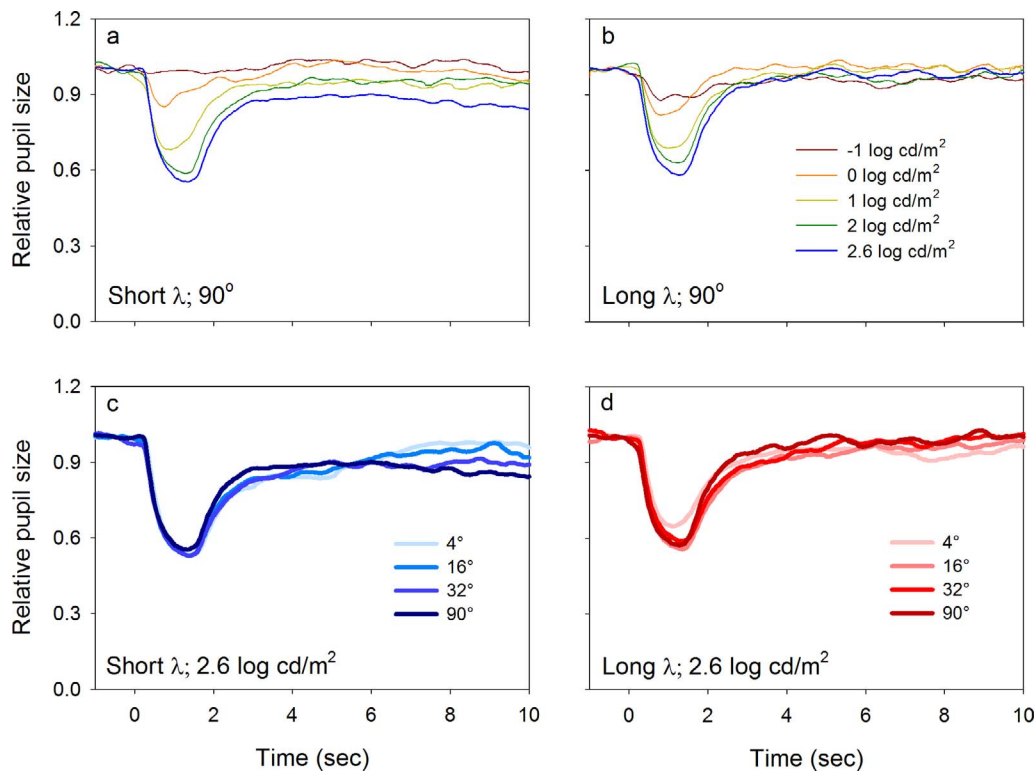 a
b
1.2
0.9
0.6
0.3
0.0
Relative pupil size
Short λ; 90°
-1 log cd/m²
0 log cd/m²
1 log cd/m²
2 log cd/m²
2.6 log cd/m²
Long λ; 90°
c
d
1.2
0.9
0.6
0.3
0.0
Relative pupil size
4°
16°
32°
90°
Short λ; 2.6 log cd/m²
4°
16°
32°
90°
Long λ; 2.6 log cd/m²
0 2 4 6 8 10
0 2 4 6 8 10
Time (sec)
Time (sec)